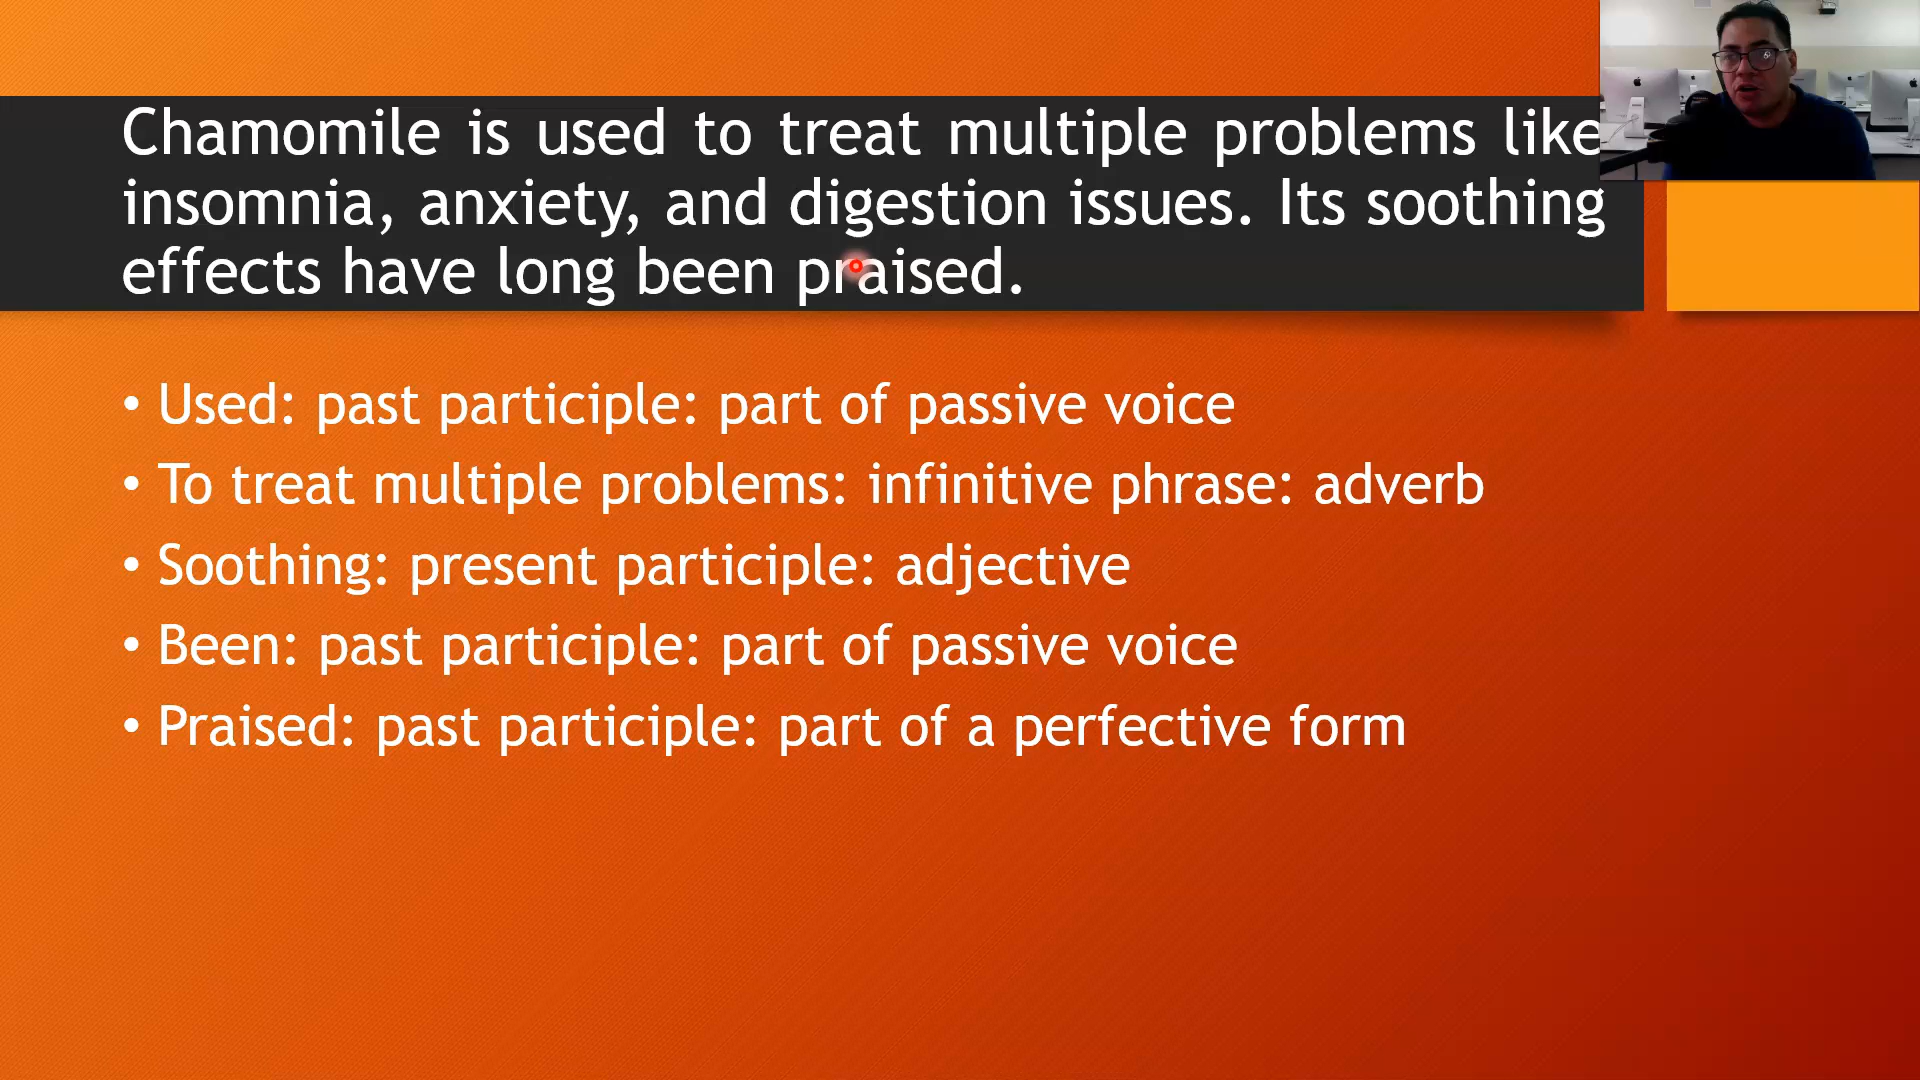 Chamomile is used to treat multiple problems like
insomnia, anxiety, and digestion issues. Its soothing
effects have long been praised.
• Used: past participle: part of passive voice
• To treat multiple problems: infinitive phrase: adverb
• Soothing: present participle: adjective
• Been: past participle: part of passive voice
• Praised: past participle: part of a perfective form